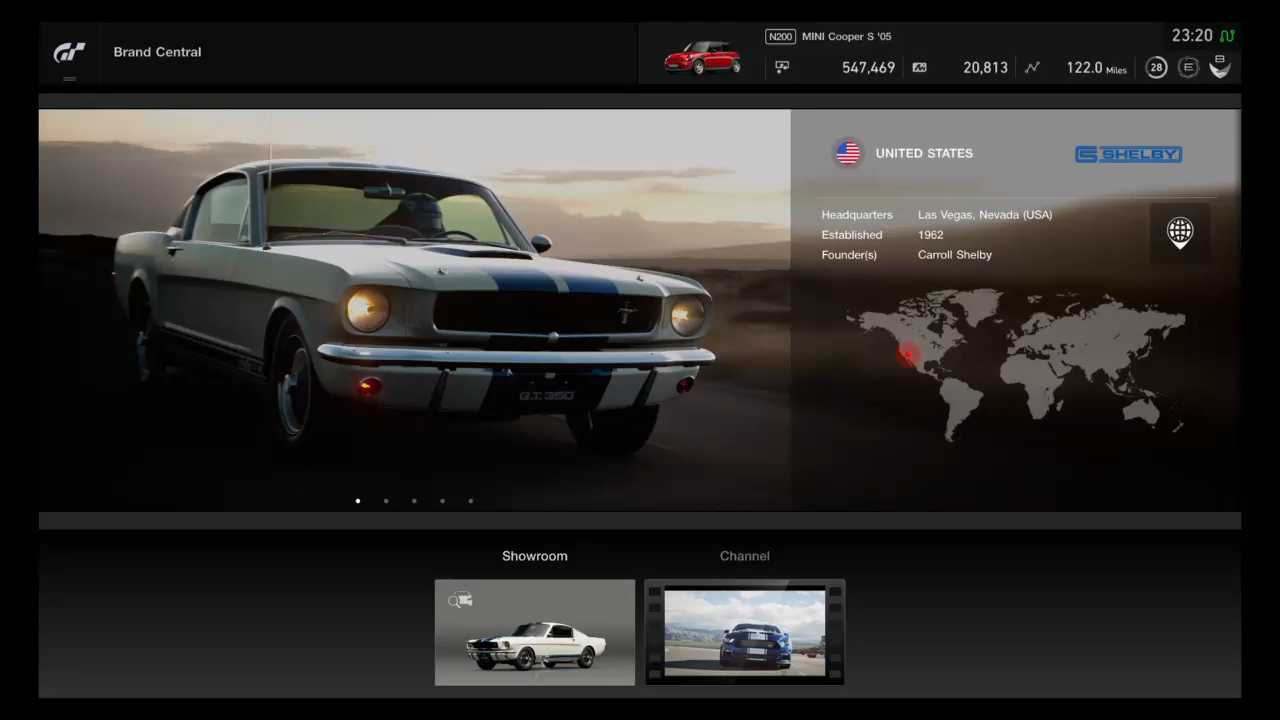 GT
Brand Central
N200 MINI Cooper S '05
23:20
547,469
20,813
122.0 Miles
28
E
B
UNITED STATES
SHELBY
Headquarters Las Vegas, Nevada (USA)
Established 1962
Founder(s) Carroll Shelby
G.T. 350
Showroom
Channel